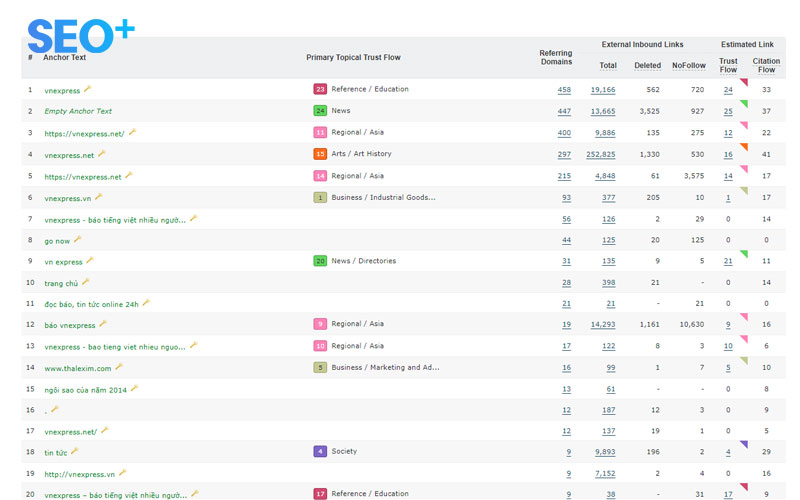 SEO+
External Inbound Links Estimated Link
# Anchor Text Primary Topical Trust Flow Referring Domains Total Deleted NoFollow Trust Flow Citation Flow
1 vnexpress 23 Reference / Education 458 19,166 562 720 24 33
2 Empty Anchor Text 24 News 447 13,665 3,525 927 25 37
3 https://vnexpress.net/ 11 Regional / Asia 400 9,886 135 275 12 22
4 vnexpress.net 15 Arts / Art History 297 252,825 1,330 530 16 41
5 https://vnexpress.net 14 Regional / Asia 215 4,848 61 3,575 14 17
6 vnexpress.vn 1 Business / Industrial Goods... 93 377 205 10 1 17
7 vnexpress - báo tiếng việt nhiều ngườ... 56 126 2 29 0 14
8 go now 44 125 20 125 0 0
9 vn express 20 News / Directories 31 135 9 5 21 11
10 trang chủ 28 398 21 - 0 14
11 đọc báo, tin tức online 24h 21 21 - 21 0 0
12 báo vnexpress 9 Regional / Asia 19 14,293 1,161 10,630 9 16
13 vnexpress - bao tieng viet nhieu nguo... 10 Regional / Asia 17 122 8 3 10 6
14 www.thalexim.com 5 Business / Marketing and Ad... 16 99 1 7 5 10
15 ngôi sao của năm 2014 13 61 - - 0 8
16 . 12 187 12 3 0 9
17 vnexpress.net/ 12 137 19 1 0 5
18 tin tức 4 Society 9 9,893 196 2 4 29
19 http://vnexpress.vn 9 7,152 2 4 0 16
20 vnexpress – báo tiếng việt nhiều ngườ... 17 Reference / Education 9 38 - 31 17 9